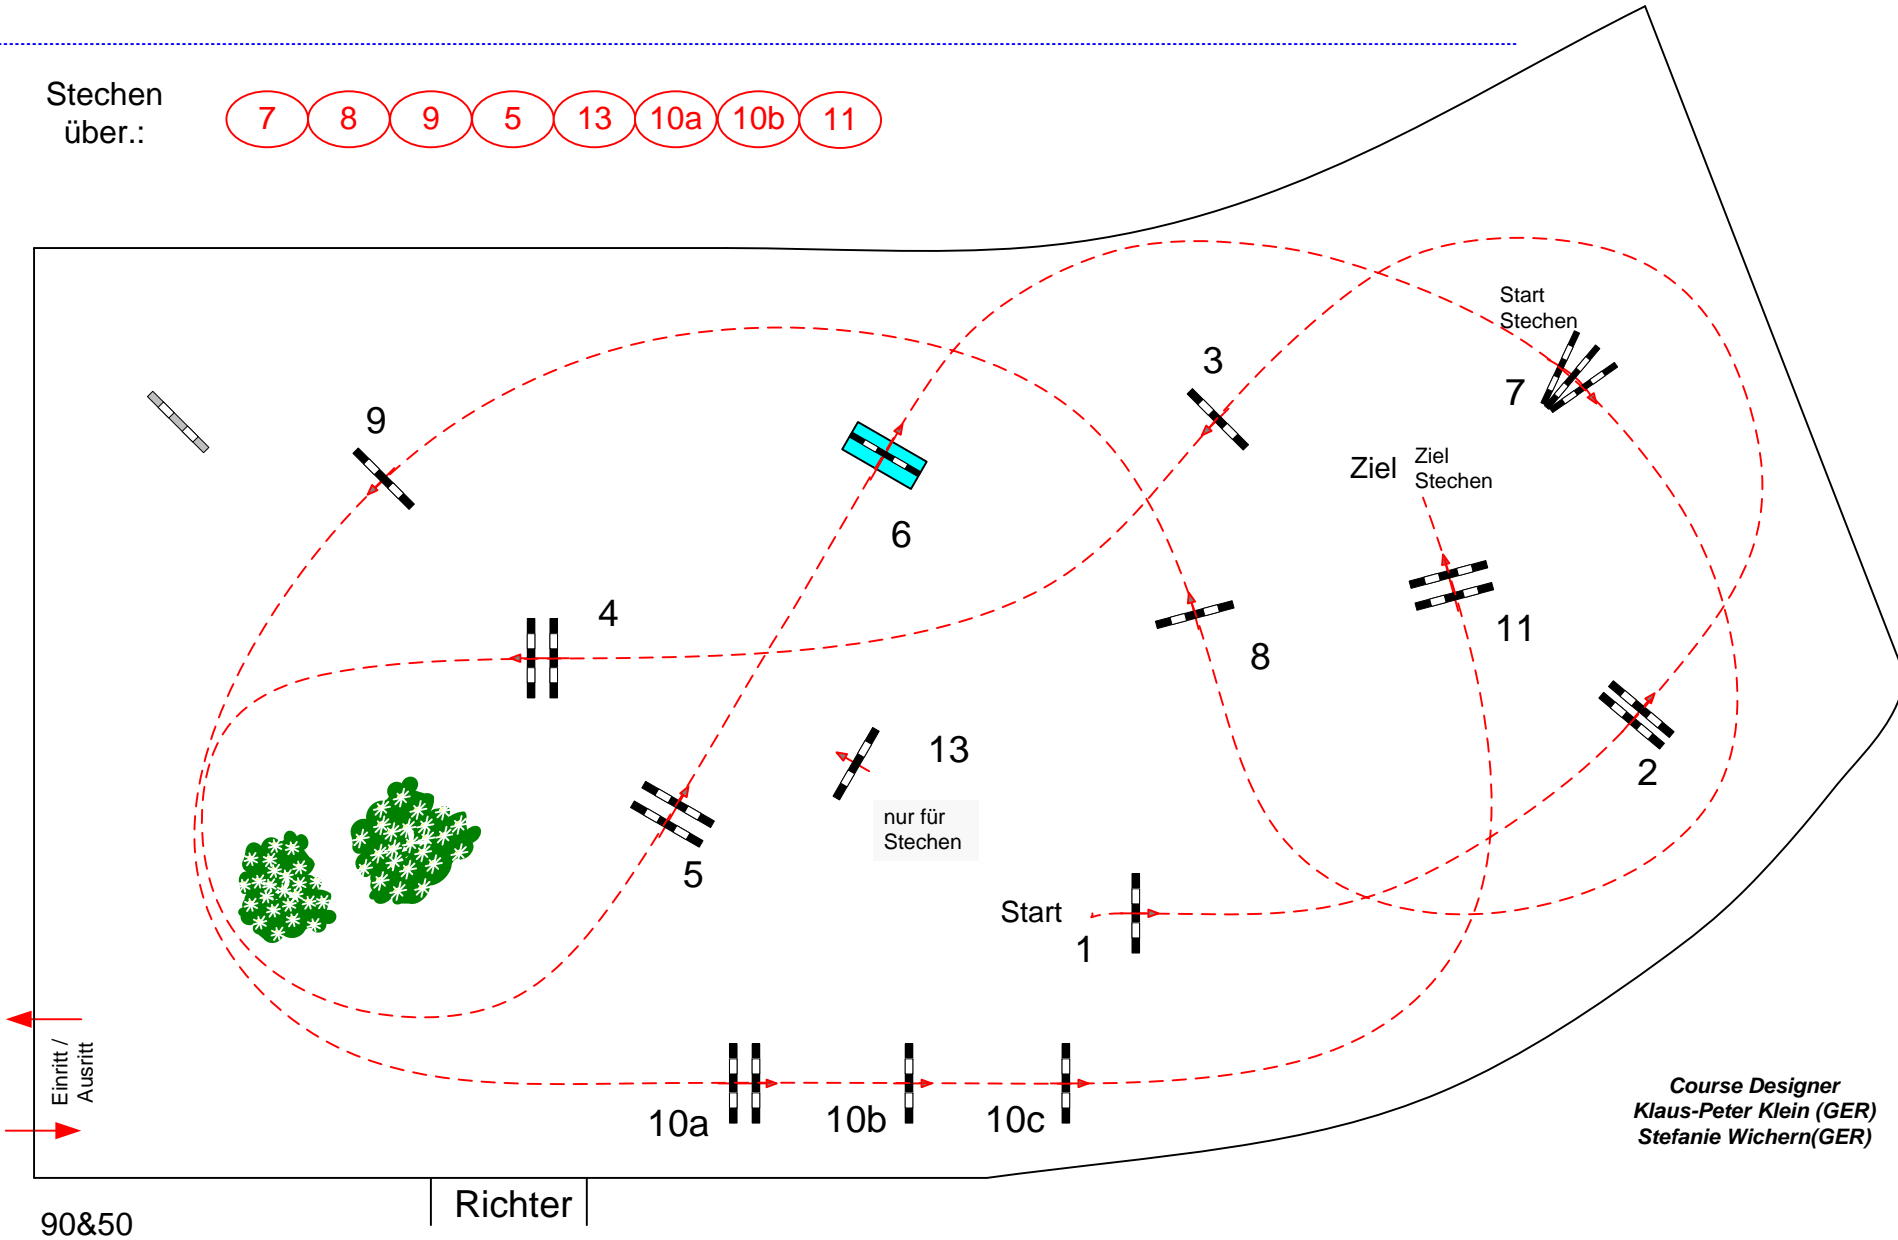 Stechen
über.:
7 8 9 5 13 10a 10b 11
Start
Stechen
3
7
9
Ziel
Ziel
Stechen
6
4
11
8
13
2
nur für
Stechen
5
Start
1
Einritt /
Ausritt
10a
10b
10c
Course Designer
Klaus-Peter Klein (GER)
Stefanie Wichern(GER)
Richter
90&50